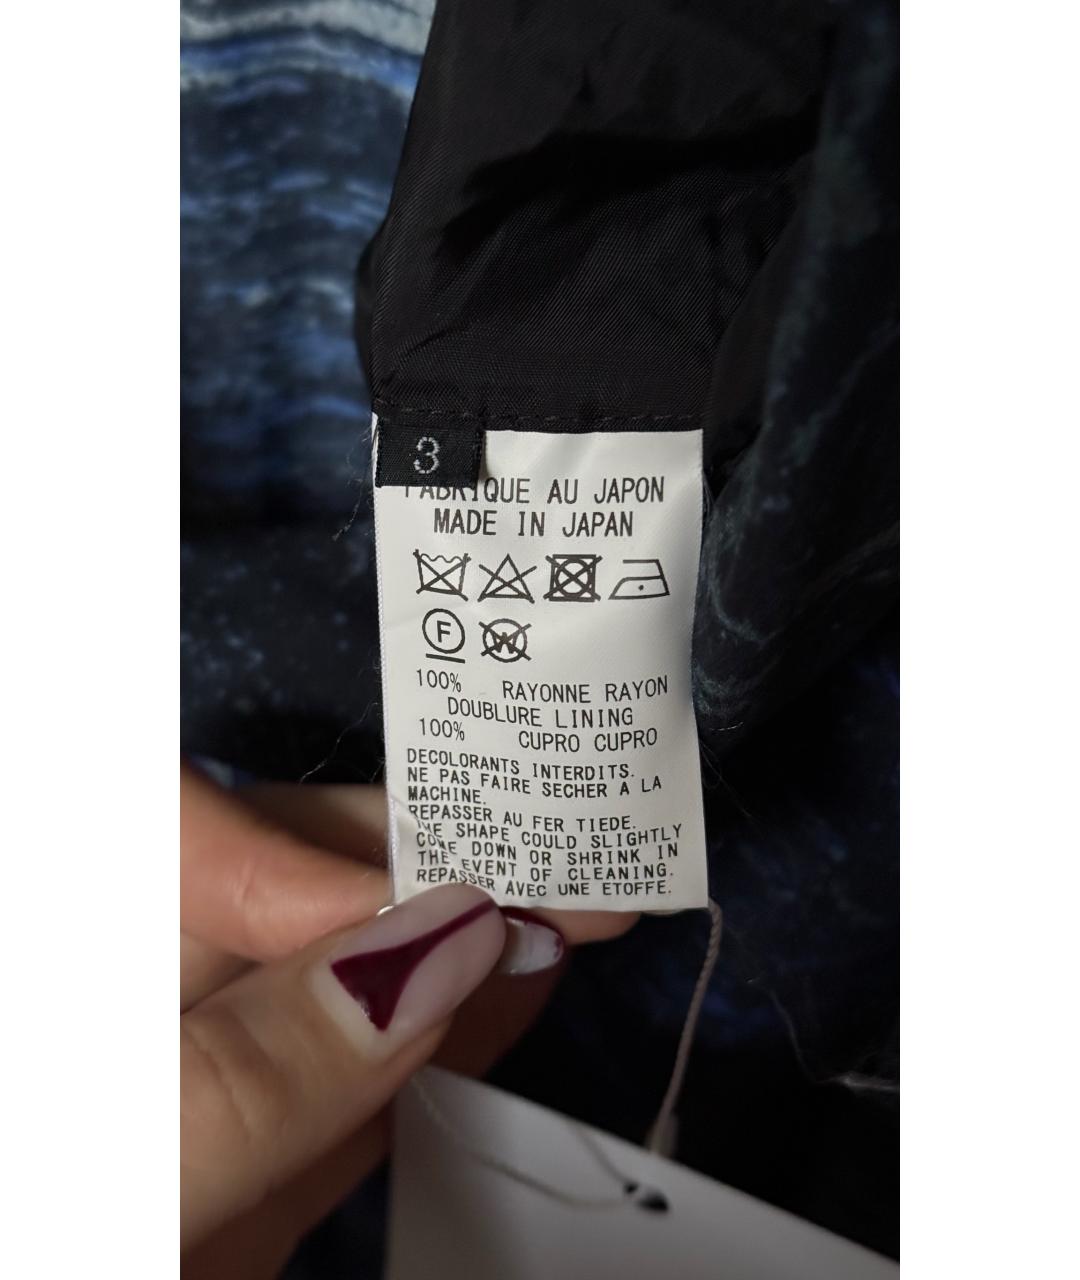 3
FABRIQUE AU JAPON
MADE IN JAPAN
F W
100% RAYONNE RAYON
DOUBLURE LINING
100% CUPRO CUPRO
DECOLORANTS INTERDITS.
NE PAS FAIRE SECHER A LA
MACHINE.
REPASSER AU FER TIEDE.
THE SHAPE COULD SLIGHTLY
COME DOWN OR SHRINK IN
THE EVENT OF CLEANING.
REPASSER AVEC UNE ETOFFE.